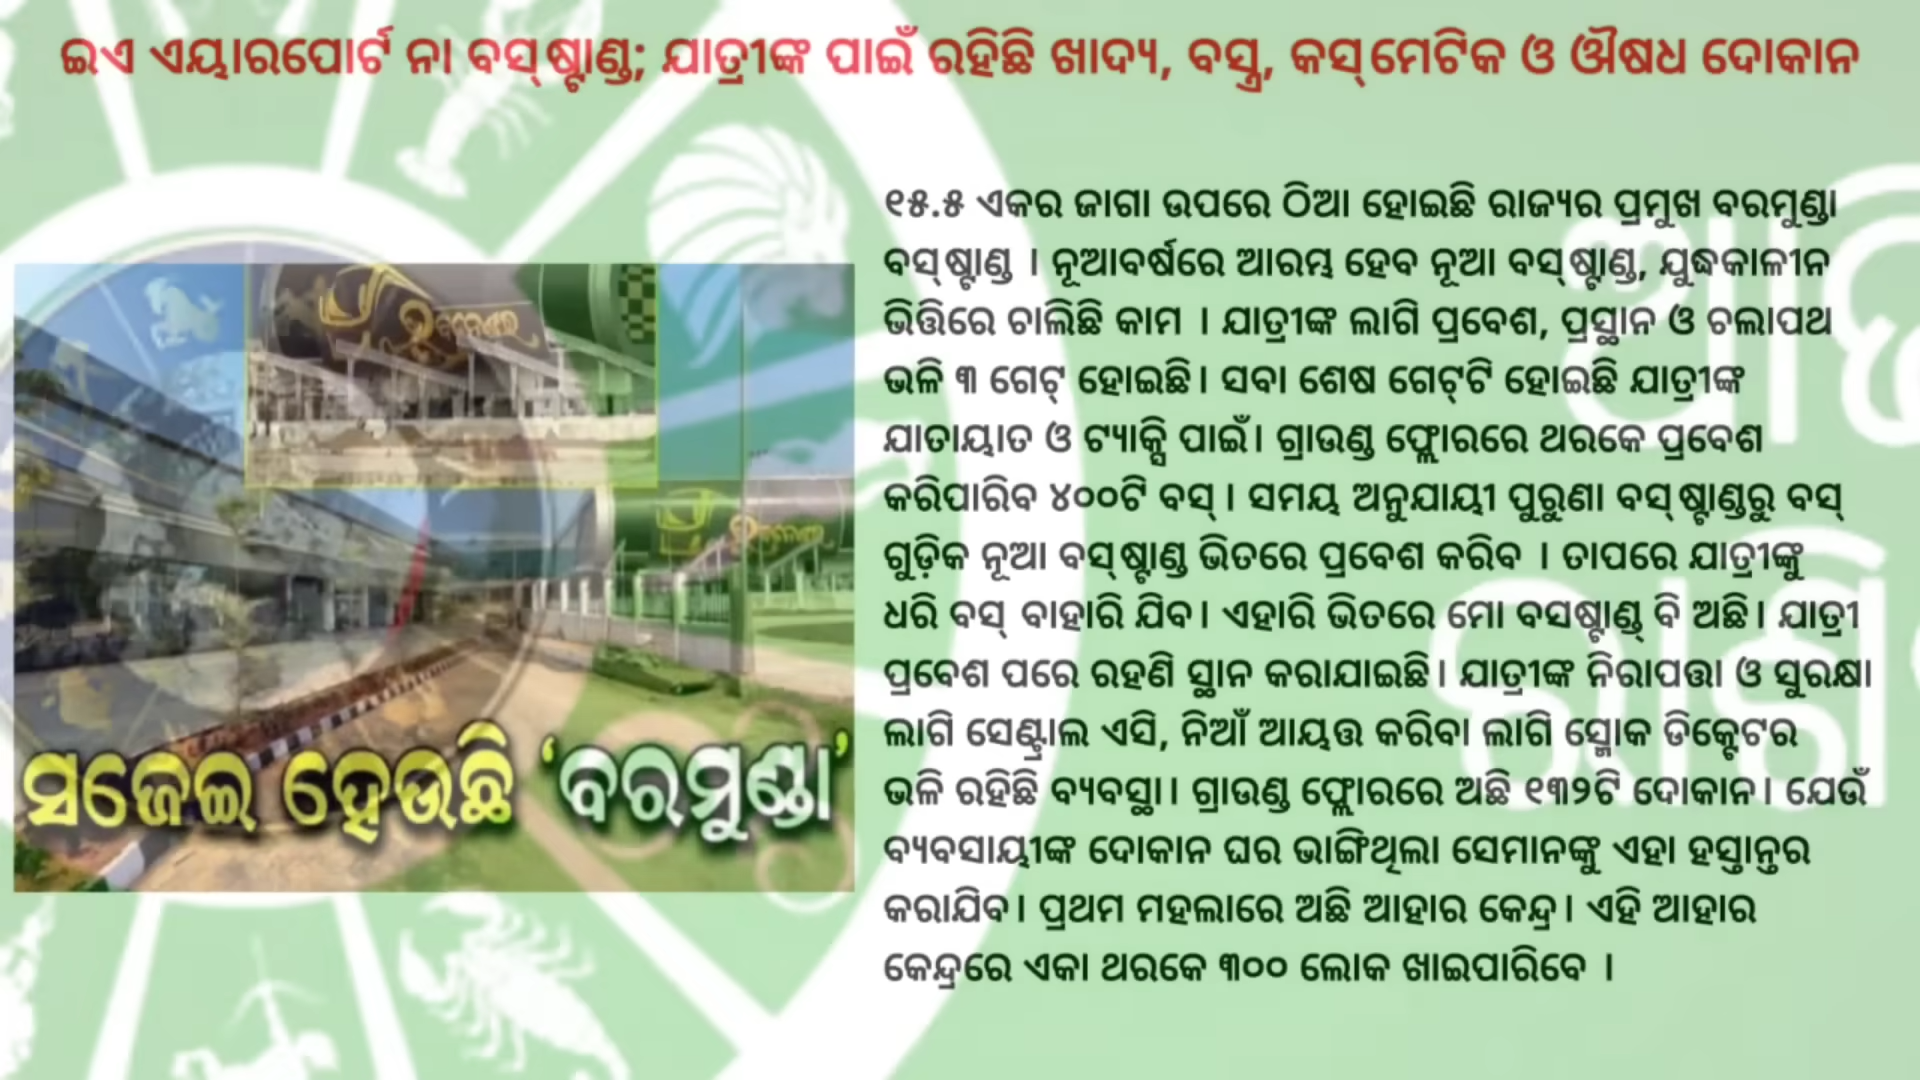 ଇଏ ଏୟାରପୋର୍ଟ ନା ବସ୍‌ଷ୍ଟାଣ୍ଡ; ଯାତ୍ରୀଙ୍କ ପାଇଁ ରହିଛି ଖାଦ୍ୟ, ବସ୍ତ୍ର, କସ୍‌ମେଟିକ ଓ ଔଷଧ ଦୋକାନ
୧୫.୫ ଏକର ଜାଗା ଉପରେ ଠିଆ ହୋଇଛି ରାଜ୍ୟର ପ୍ରମୁଖ ବରମୁଣ୍ଡା
ବସ୍‌ଷ୍ଟାଣ୍ଡ । ନୂଆବର୍ଷରେ ଆରମ୍ଭ ହେବ ନୂଆ ବସ୍‌ଷ୍ଟାଣ୍ଡ, ଯୁଦ୍ଧକାଳୀନ
ଭିତ୍ତିରେ ଚାଲିଛି କାମ । ଯାତ୍ରୀଙ୍କ ଲାଗି ପ୍ରବେଶ, ପ୍ରସ୍ଥାନ ଓ ଚଲାପଥ
ଭଳି ୩ ଗେଟ୍ ହୋଇଛି। ସବା ଶେଷ ଗେଟ୍‌ଟି ହୋଇଛି ଯାତ୍ରୀଙ୍କ
ଯାତାୟାତ ଓ ଟ୍ୟାକ୍ସି ପାଇଁ। ଗ୍ରାଉଣ୍ଡ ଫ୍ଲୋରରେ ଥରକେ ପ୍ରବେଶ
କରିପାରିବ ୪୦୦ଟି ବସ୍। ସମୟ ଅନୁଯାୟୀ ପୁରୁଣା ବସ୍‌ଷ୍ଟାଣ୍ଡରୁ ବସ୍
ଗୁଡ଼ିକ ନୂଆ ବସ୍‌ଷ୍ଟାଣ୍ଡ ଭିତରେ ପ୍ରବେଶ କରିବ । ତାପରେ ଯାତ୍ରୀଙ୍କୁ
ଧରି ବସ୍ ବାହାରି ଯିବ। ଏହାରି ଭିତରେ ମୋ ବସଷ୍ଟାଣ୍ଡ୍ ବି ଅଛି। ଯାତ୍ରୀ
ପ୍ରବେଶ ପରେ ରହଣି ସ୍ଥାନ କରାଯାଇଛି। ଯାତ୍ରୀଙ୍କ ନିରାପତ୍ତା ଓ ସୁରକ୍ଷା
ଲାଗି ସେଣ୍ଟ୍ରାଲ ଏସି, ନିଆଁ ଆୟତ୍ତ କରିବା ଲାଗି ସ୍ମୋକ ଡିକ୍ଟେଟର
ଭଳି ରହିଛି ବ୍ୟବସ୍ଥା। ଗ୍ରାଉଣ୍ଡ ଫ୍ଲୋରରେ ଅଛି ୧୩୨ଟି ଦୋକାନ। ଯେଉଁ
ବ୍ୟବସାୟୀଙ୍କ ଦୋକାନ ଘର ଭାଙ୍ଗିଥିଲା ସେମାନଙ୍କୁ ଏହା ହସ୍ତାନ୍ତର
କରାଯିବ। ପ୍ରଥମ ମହଲାରେ ଅଛି ଆହାର କେନ୍ଦ୍ର। ଏହି ଆହାର
କେନ୍ଦ୍ରରେ ଏକା ଥରକେ ୩୦୦ ଲୋକ ଖାଇପାରିବେ ।
ସଜେଇ ହେଉଛି 'ବରମୁଣ୍ଡା'